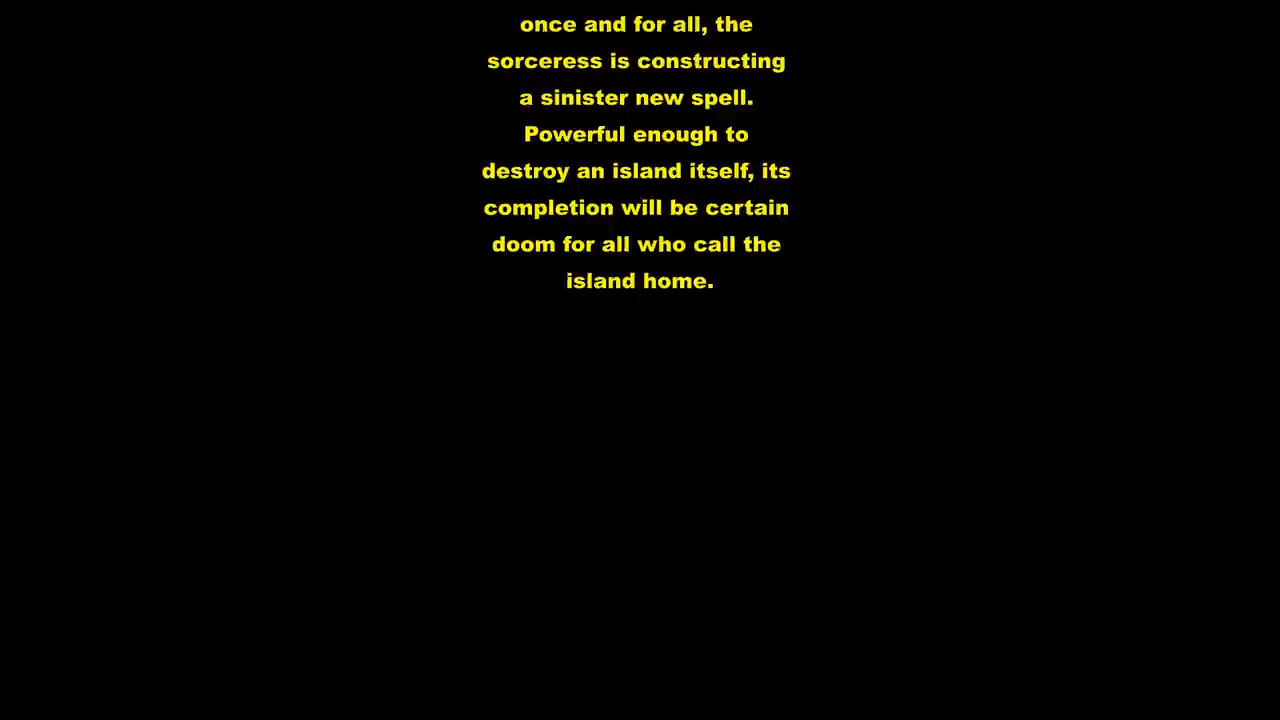 once and for all, the
sorceress is constructing
a sinister new spell.
Powerful enough to
destroy an island itself, its
completion will be certain
doom for all who call the
island home.